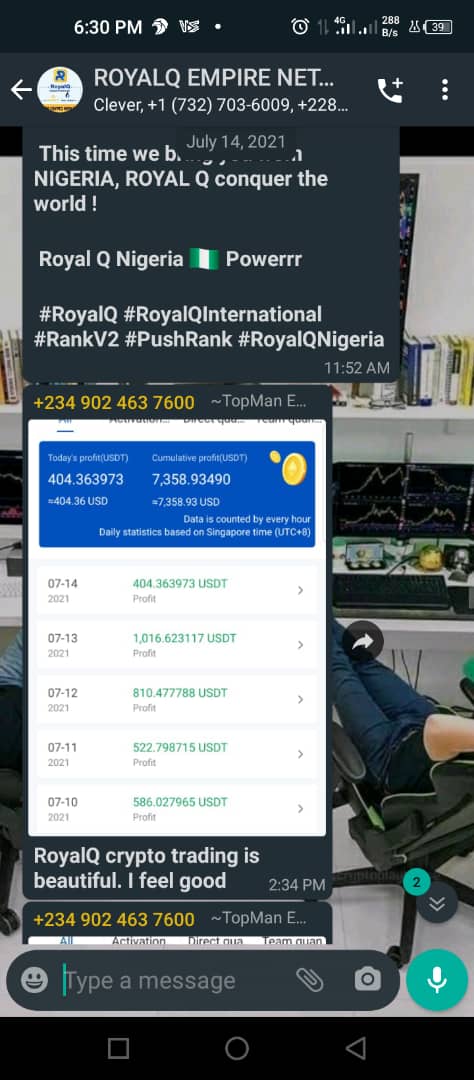 6:30 PM
4G
288
B/s
39
ROYALQ EMPIRE NET...
Clever, +1 (732) 703-6009, +228...
July 14, 2021
This time we
NIGERIA, ROYAL Q conquer the
world !
Royal Q Nigeria 🇳🇬 Powerrr
#RoyalQ #RoyalQInternational
#RankV2 #PushRank #RoyalQNigeria
11:52 AM
+234 902 463 7600 ~TopMan E...
All Activation... Direct qua... Team quan...
Today's profit(USDT) Cumulative profit(USDT)
404.363973 7,358.93490
≈404.36 USD ≈7,358.93 USD
Data is counted by every hour
Daily statistics based on Singapore time (UTC+8)
07-14 404.363973 USDT
2021 Profit
07-13 1,016.623117 USDT
2021 Profit
07-12 810.477788 USDT
2021 Profit
07-11 522.798715 USDT
2021 Profit
07-10 586.027965 USDT
2021 Profit
RoyalQ crypto trading is
beautiful. I feel good
2:34 PM
2
+234 902 463 7600 ~TopMan E...
All Activation Direct qua Team quan
Type a message